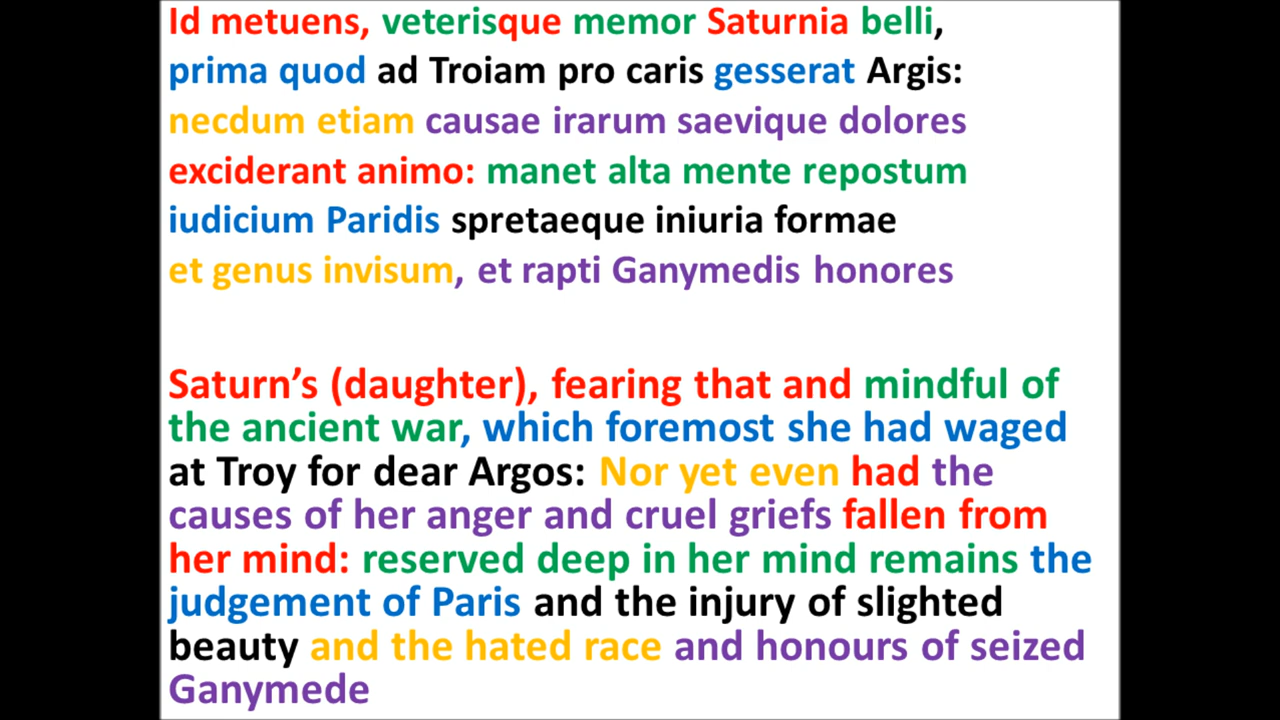 Id metuens, veterisque memor Saturnia belli,
prima quod ad Troiam pro caris gesserat Argis:
necdum etiam causae irarum saevique dolores
exciderant animo: manet alta mente repostum
iudicium Paridis spretaeque iniuria formae
et genus invisum, et rapti Ganymedis honores
Saturn’s (daughter), fearing that and mindful of
the ancient war, which foremost she had waged
at Troy for dear Argos: Nor yet even had the
causes of her anger and cruel griefs fallen from
her mind: reserved deep in her mind remains the
judgement of Paris and the injury of slighted
beauty and the hated race and honours of seized
Ganymede